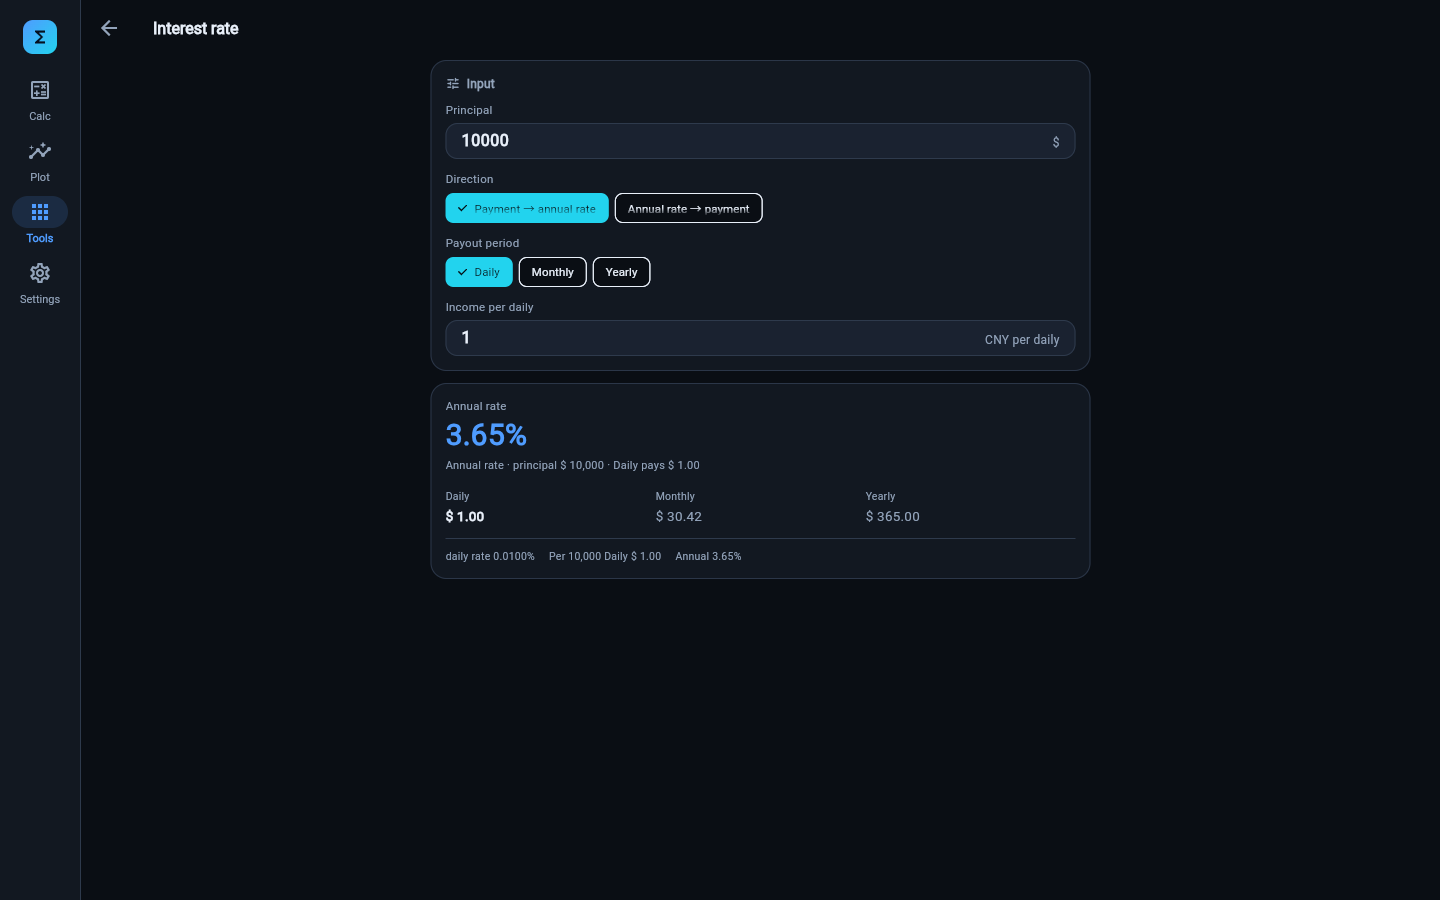 Σ
Interest rate
Calc
Plot
Tools
Settings
Input
Principal
10000 $
Direction
Payment → annual rate Annual rate → payment
Payout period
Daily Monthly Yearly
Income per daily
1 CNY per daily
Annual rate
3.65%
Annual rate · principal $ 10,000 · Daily pays $ 1.00
Daily Monthly Yearly
$ 1.00 $ 30.42 $ 365.00
daily rate 0.0100% Per 10,000 Daily $ 1.00 Annual 3.65%